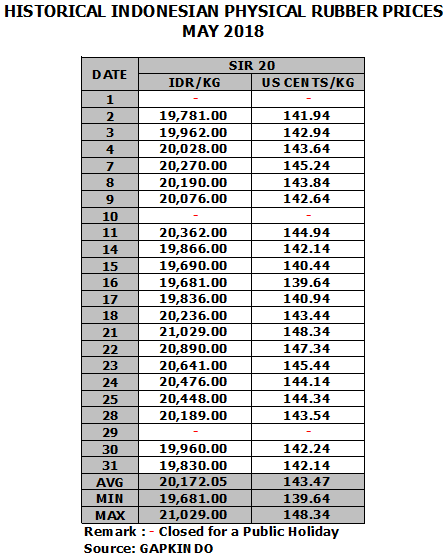 HISTORICAL INDONESIAN PHYSICAL RUBBER PRICES
MAY 2018
DATE SIR 20
IDR/KG US CENTS/KG
1 - -
2 19,781.00 141.94
3 19,962.00 142.94
4 20,028.00 143.64
7 20,270.00 145.24
8 20,190.00 143.84
9 20,076.00 142.64
10 - -
11 20,362.00 144.94
14 19,866.00 142.14
15 19,690.00 140.44
16 19,681.00 139.64
17 19,836.00 140.94
18 20,236.00 143.44
21 21,029.00 148.34
22 20,890.00 147.34
23 20,641.00 145.44
24 20,476.00 144.14
25 20,448.00 144.34
28 20,189.00 143.54
29 - -
30 19,960.00 142.24
31 19,830.00 142.14
AVG 20,172.05 143.47
MIN 19,681.00 139.64
MAX 21,029.00 148.34
Remark : - Closed for a Public Holiday
Source: GAPKINDO